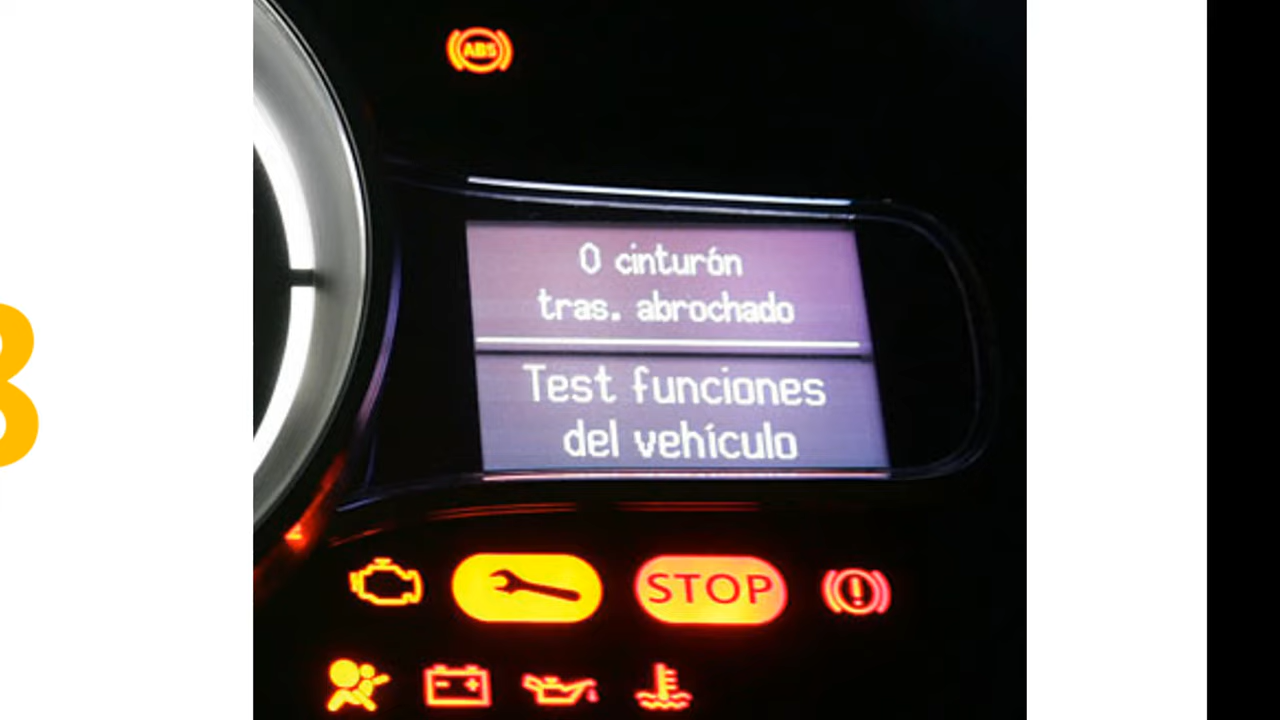 ABS
0 cinturón
tras. abrochado
Test funciones
del vehículo
STOP